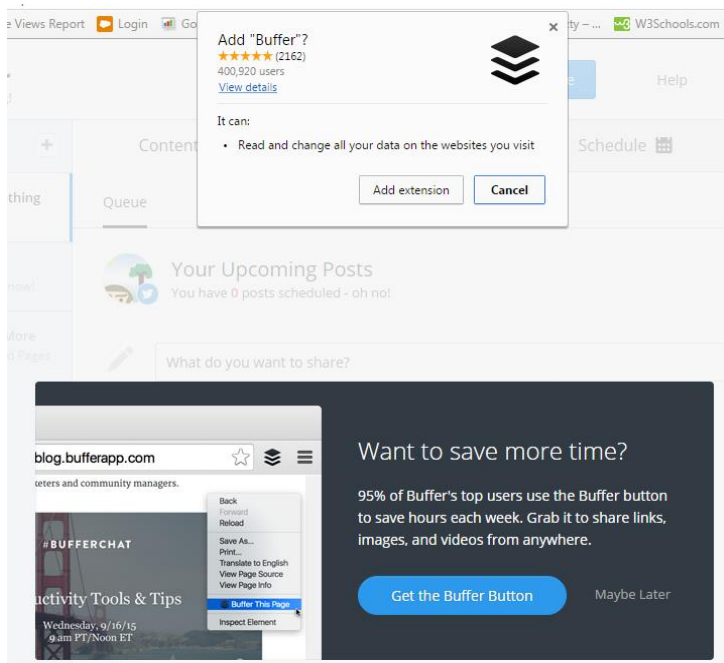 e Views Report Login Go
ty – ... W3Schools.com
Add "Buffer"?
(2162)
400,920 users
View details
It can:
• Read and change all your data on the websites you visit
Add extension Cancel
Help
Content
Schedule
thing
Queue
now!
Your Upcoming Posts
You have 0 posts scheduled - oh no!
More
d Pages
What do you want to share?
blog.bufferapp.com
keters and community managers.
#BUFFERCHAT
uctivity Tools & Tips
Wednesday, 9/16/15
9 am PT/Noon ET
Back
Forward
Reload
Save As...
Print...
Translate to English
View Page Source
View Page Info
Buffer This Page
Inspect Element
Want to save more time?
95% of Buffer's top users use the Buffer button
to save hours each week. Grab it to share links,
images, and videos from anywhere.
Get the Buffer Button Maybe Later